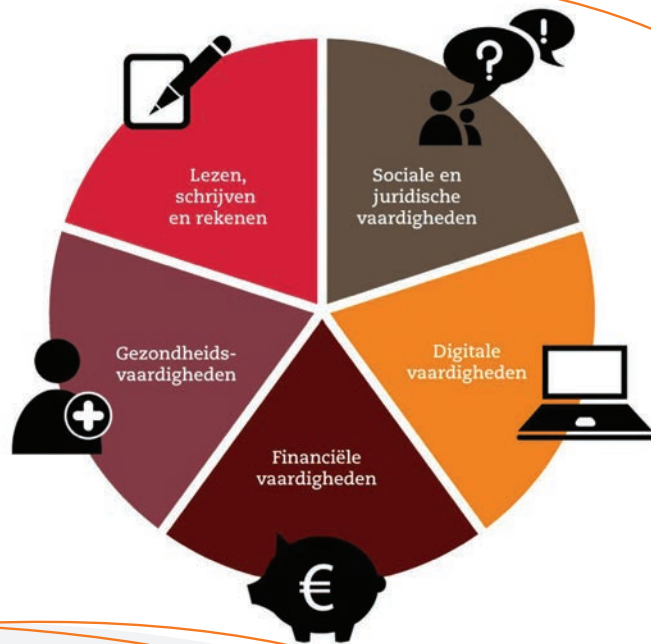 Lezen,
schrijven
en rekenen
Sociale en
juridische
vaardigheden
?
!
Gezondheids-
vaardigheden
Digitale
vaardigheden
Financiële
vaardigheden
€